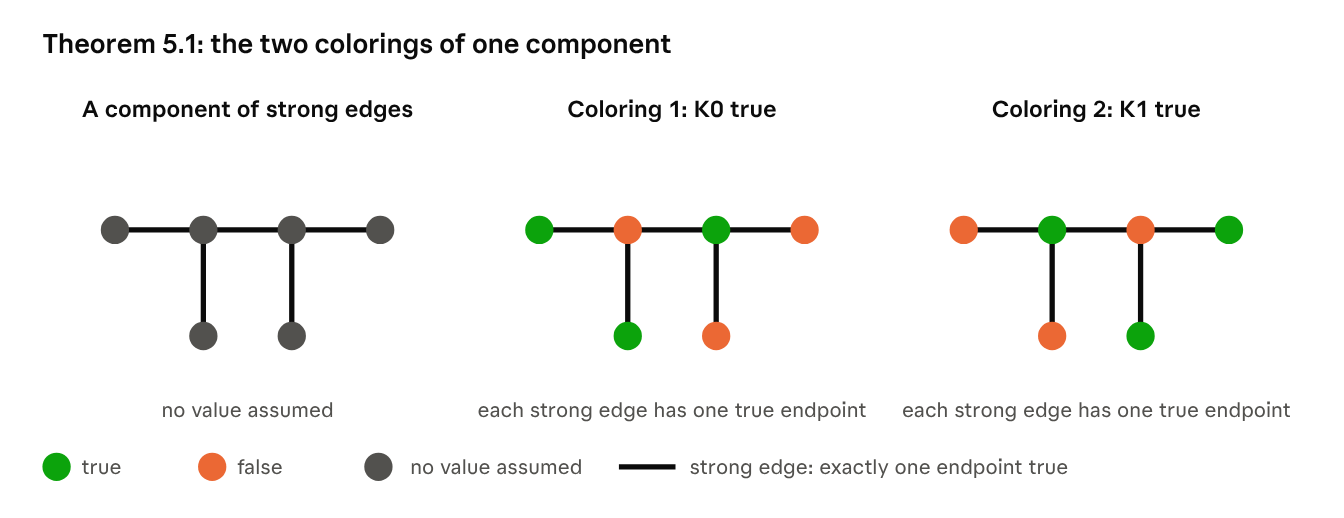 Theorem 5.1: the two colorings of one component
A component of strong edges
Coloring 1: K0 true
Coloring 2: K1 true
no value assumed
each strong edge has one true endpoint
each strong edge has one true endpoint
true
false
no value assumed
strong edge: exactly one endpoint true